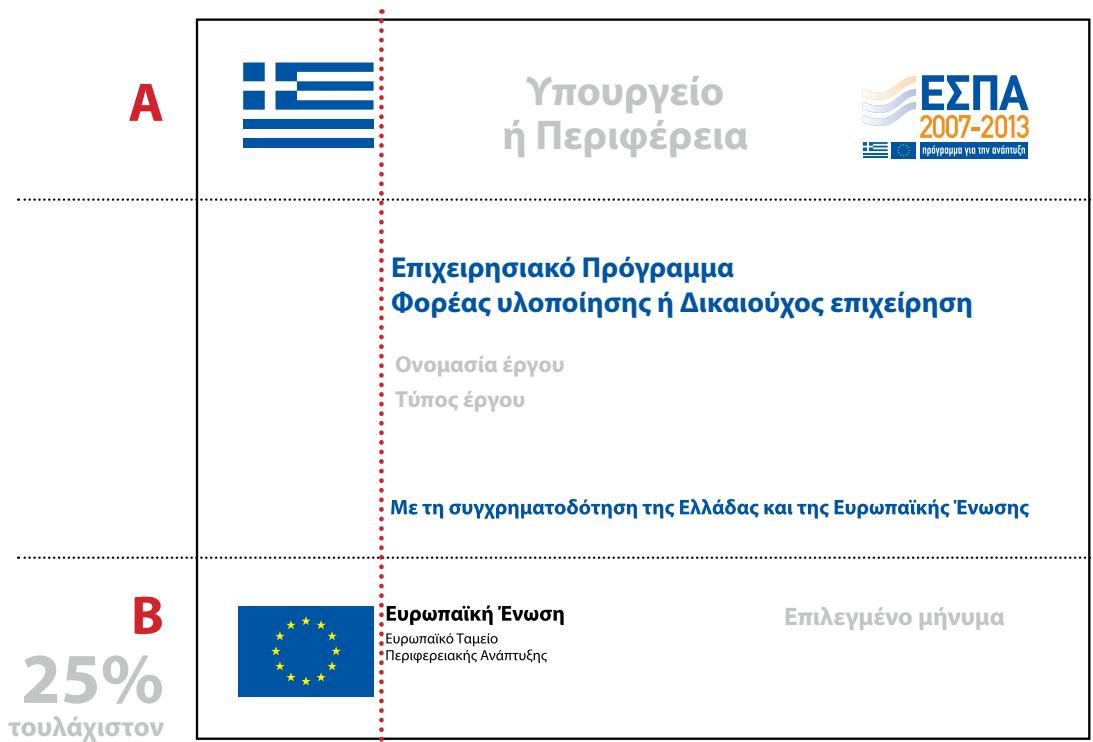 A
Υπουργείο
ή Περιφέρεια
ΕΣΠΑ
2007-2013
πρόγραμμα για την ανάπτυξη
Επιχειρησιακό Πρόγραμμα
Φορέας υλοποίησης ή Δικαιούχος επιχείρηση
Ονομασία έργου
Τύπος έργου
Με τη συγχρηματοδότηση της Ελλάδας και της Ευρωπαϊκής Ένωσης
B
25%
τουλάχιστον
Ευρωπαϊκή Ένωση
Ευρωπαϊκό Ταμείο
Περιφερειακής Ανάπτυξης
Επιλεγμένο μήνυμα